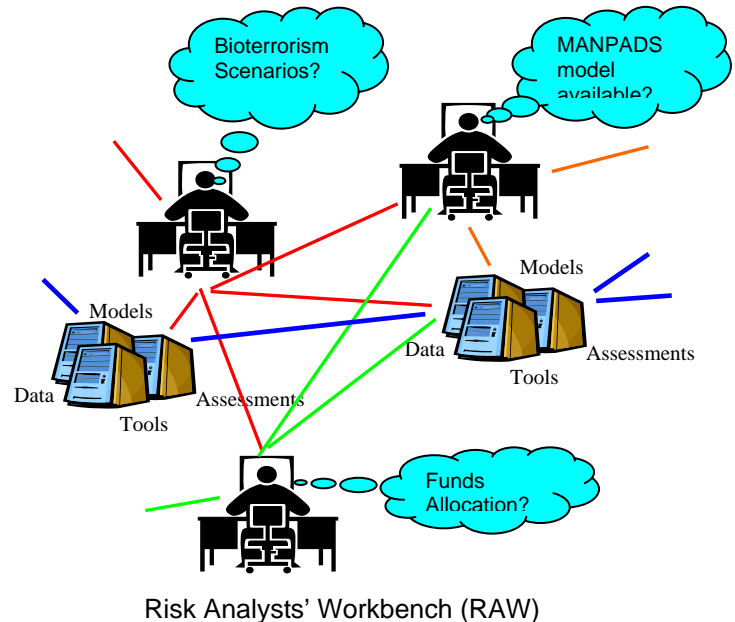 Bioterrorism
Scenarios?
MANPADS
model
available?
Models
Data
Tools
Assessments
Models
Data
Tools
Assessments
Funds
Allocation?
Risk Analysts’ Workbench (RAW)